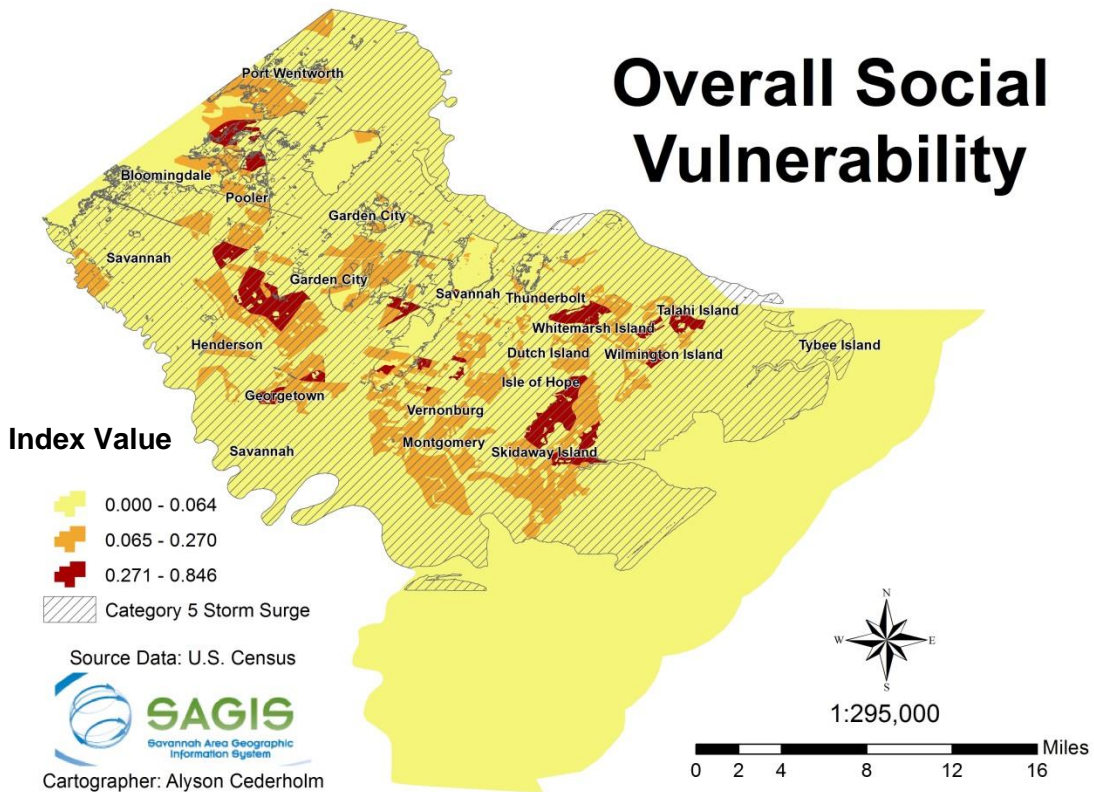 Overall Social
Vulnerability
Port Wentworth
Bloomingdale
Pooler
Garden City
Savannah
Garden City
Savannah
Thunderbolt
Talahi Island
Whitemarsh Island
Tybee Island
Henderson
Dutch Island
Wilmington Island
Isle of Hope
Georgetown
Vernonburg
Montgomery
Skidaway Island
Savannah
Index Value
0.000 - 0.064
0.065 - 0.270
0.271 - 0.846
Category 5 Storm Surge
Source Data: U.S. Census
SAGIS
Savannah Area Geographic
Information System
Cartographer: Alyson Cederholm
N
W
E
S
1:295,000
Miles
0 2 4 8 12 16